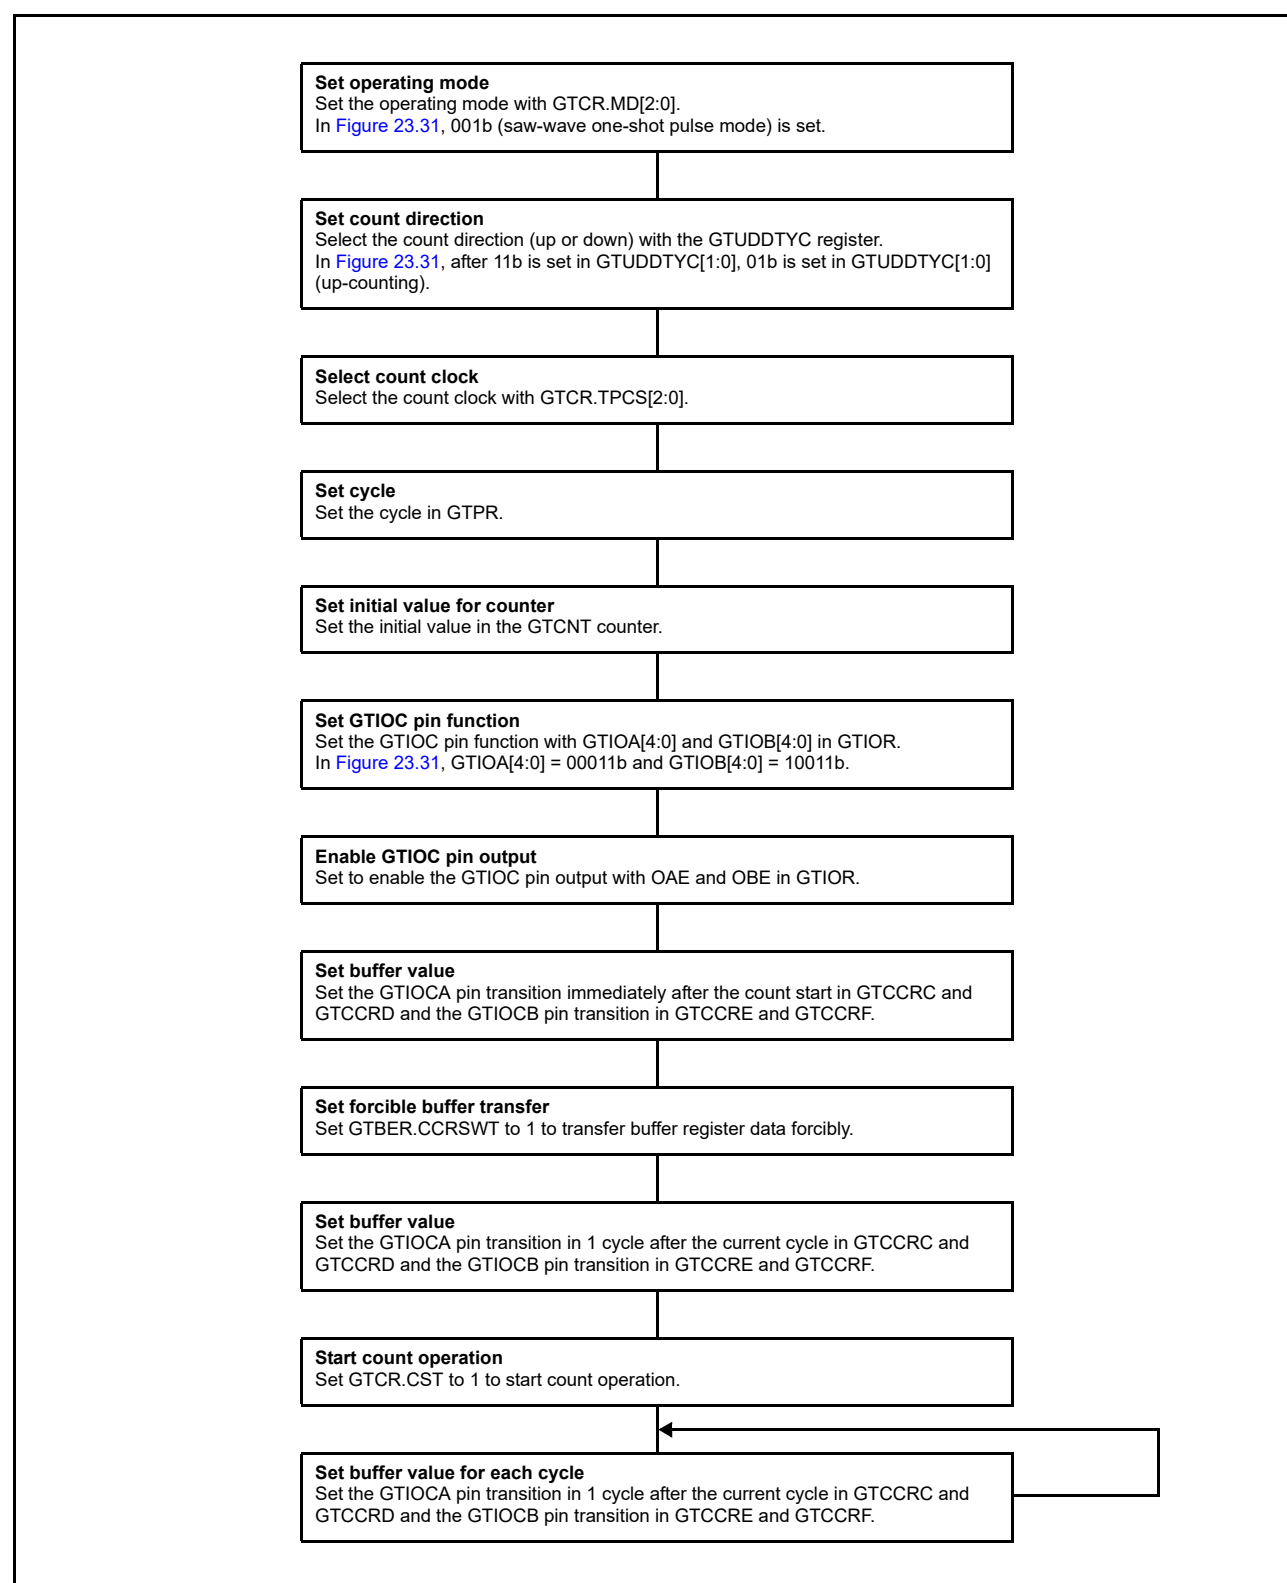 Set operating mode
Set the operating mode with GTCR.MD[2:0].
In Figure 23.31, 001b (saw-wave one-shot pulse mode) is set.
Set count direction
Select the count direction (up or down) with the GTUDDTYC register.
In Figure 23.31, after 11b is set in GTUDDTYC[1:0], 01b is set in GTUDDTYC[1:0]
(up-counting).
Select count clock
Select the count clock with GTCR.TPCS[2:0].
Set cycle
Set the cycle in GTPR.
Set initial value for counter
Set the initial value in the GTCNT counter.
Set GTIOC pin function
Set the GTIOC pin function with GTIOA[4:0] and GTIOB[4:0] in GTIOR.
In Figure 23.31, GTIOA[4:0] = 00011b and GTIOB[4:0] = 10011b.
Enable GTIOC pin output
Set to enable the GTIOC pin output with OAE and OBE in GTIOR.
Set buffer value
Set the GTIOCA pin transition immediately after the count start in GTCCRC and
GTCCRD and the GTIOCB pin transition in GTCCRE and GTCCRF.
Set forcible buffer transfer
Set GTBER.CCRSWT to 1 to transfer buffer register data forcibly.
Set buffer value
Set the GTIOCA pin transition in 1 cycle after the current cycle in GTCCRC and
GTCCRD and the GTIOCB pin transition in GTCCRE and GTCCRF.
Start count operation
Set GTCR.CST to 1 to start count operation.
Set buffer value for each cycle
Set the GTIOCA pin transition in 1 cycle after the current cycle in GTCCRC and
GTCCRD and the GTIOCB pin transition in GTCCRE and GTCCRF.